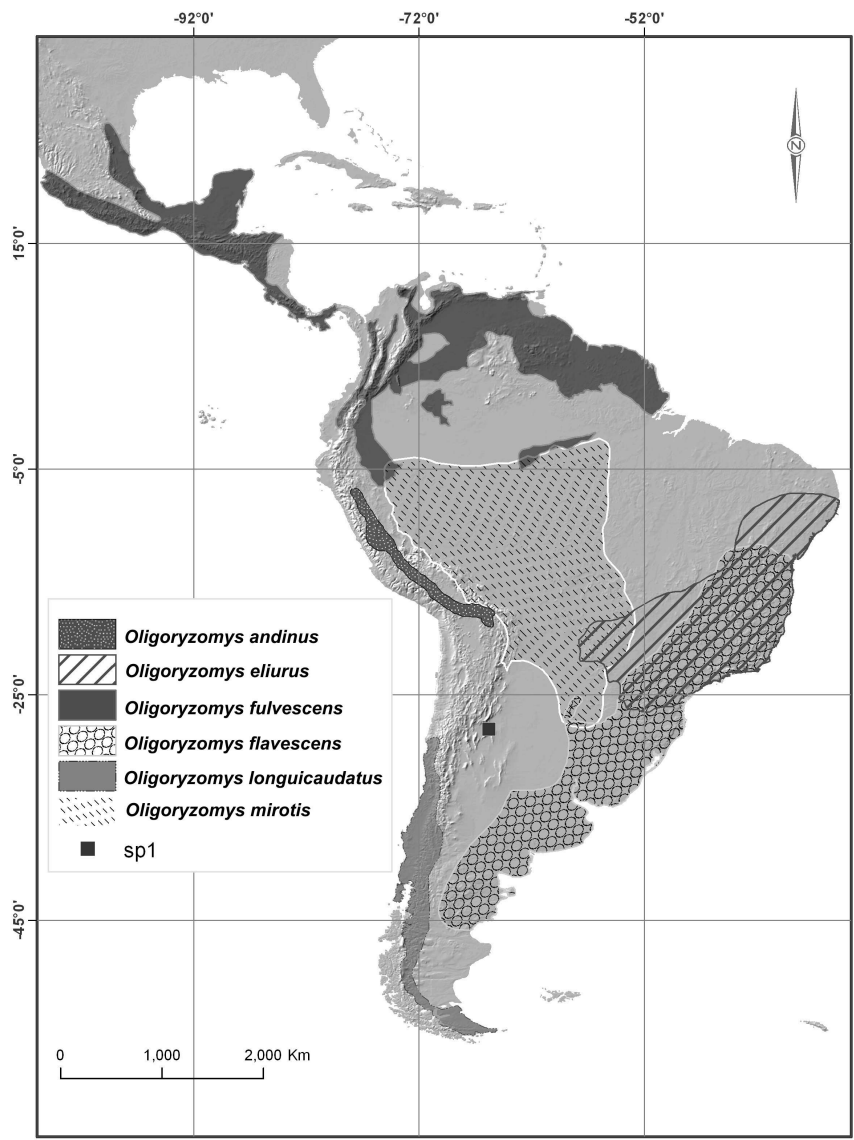 -92°0' -72°0' -52°0'
N
15°0'
-5°0'
-25°0'
-45°0'
Oligoryzomys andinus
Oligoryzomys eliurus
Oligoryzomys fulvescens
Oligoryzomys flavescens
Oligoryzomys longuicaudatus
Oligoryzomys mirotis
sp1
0 1,000 2,000 Km